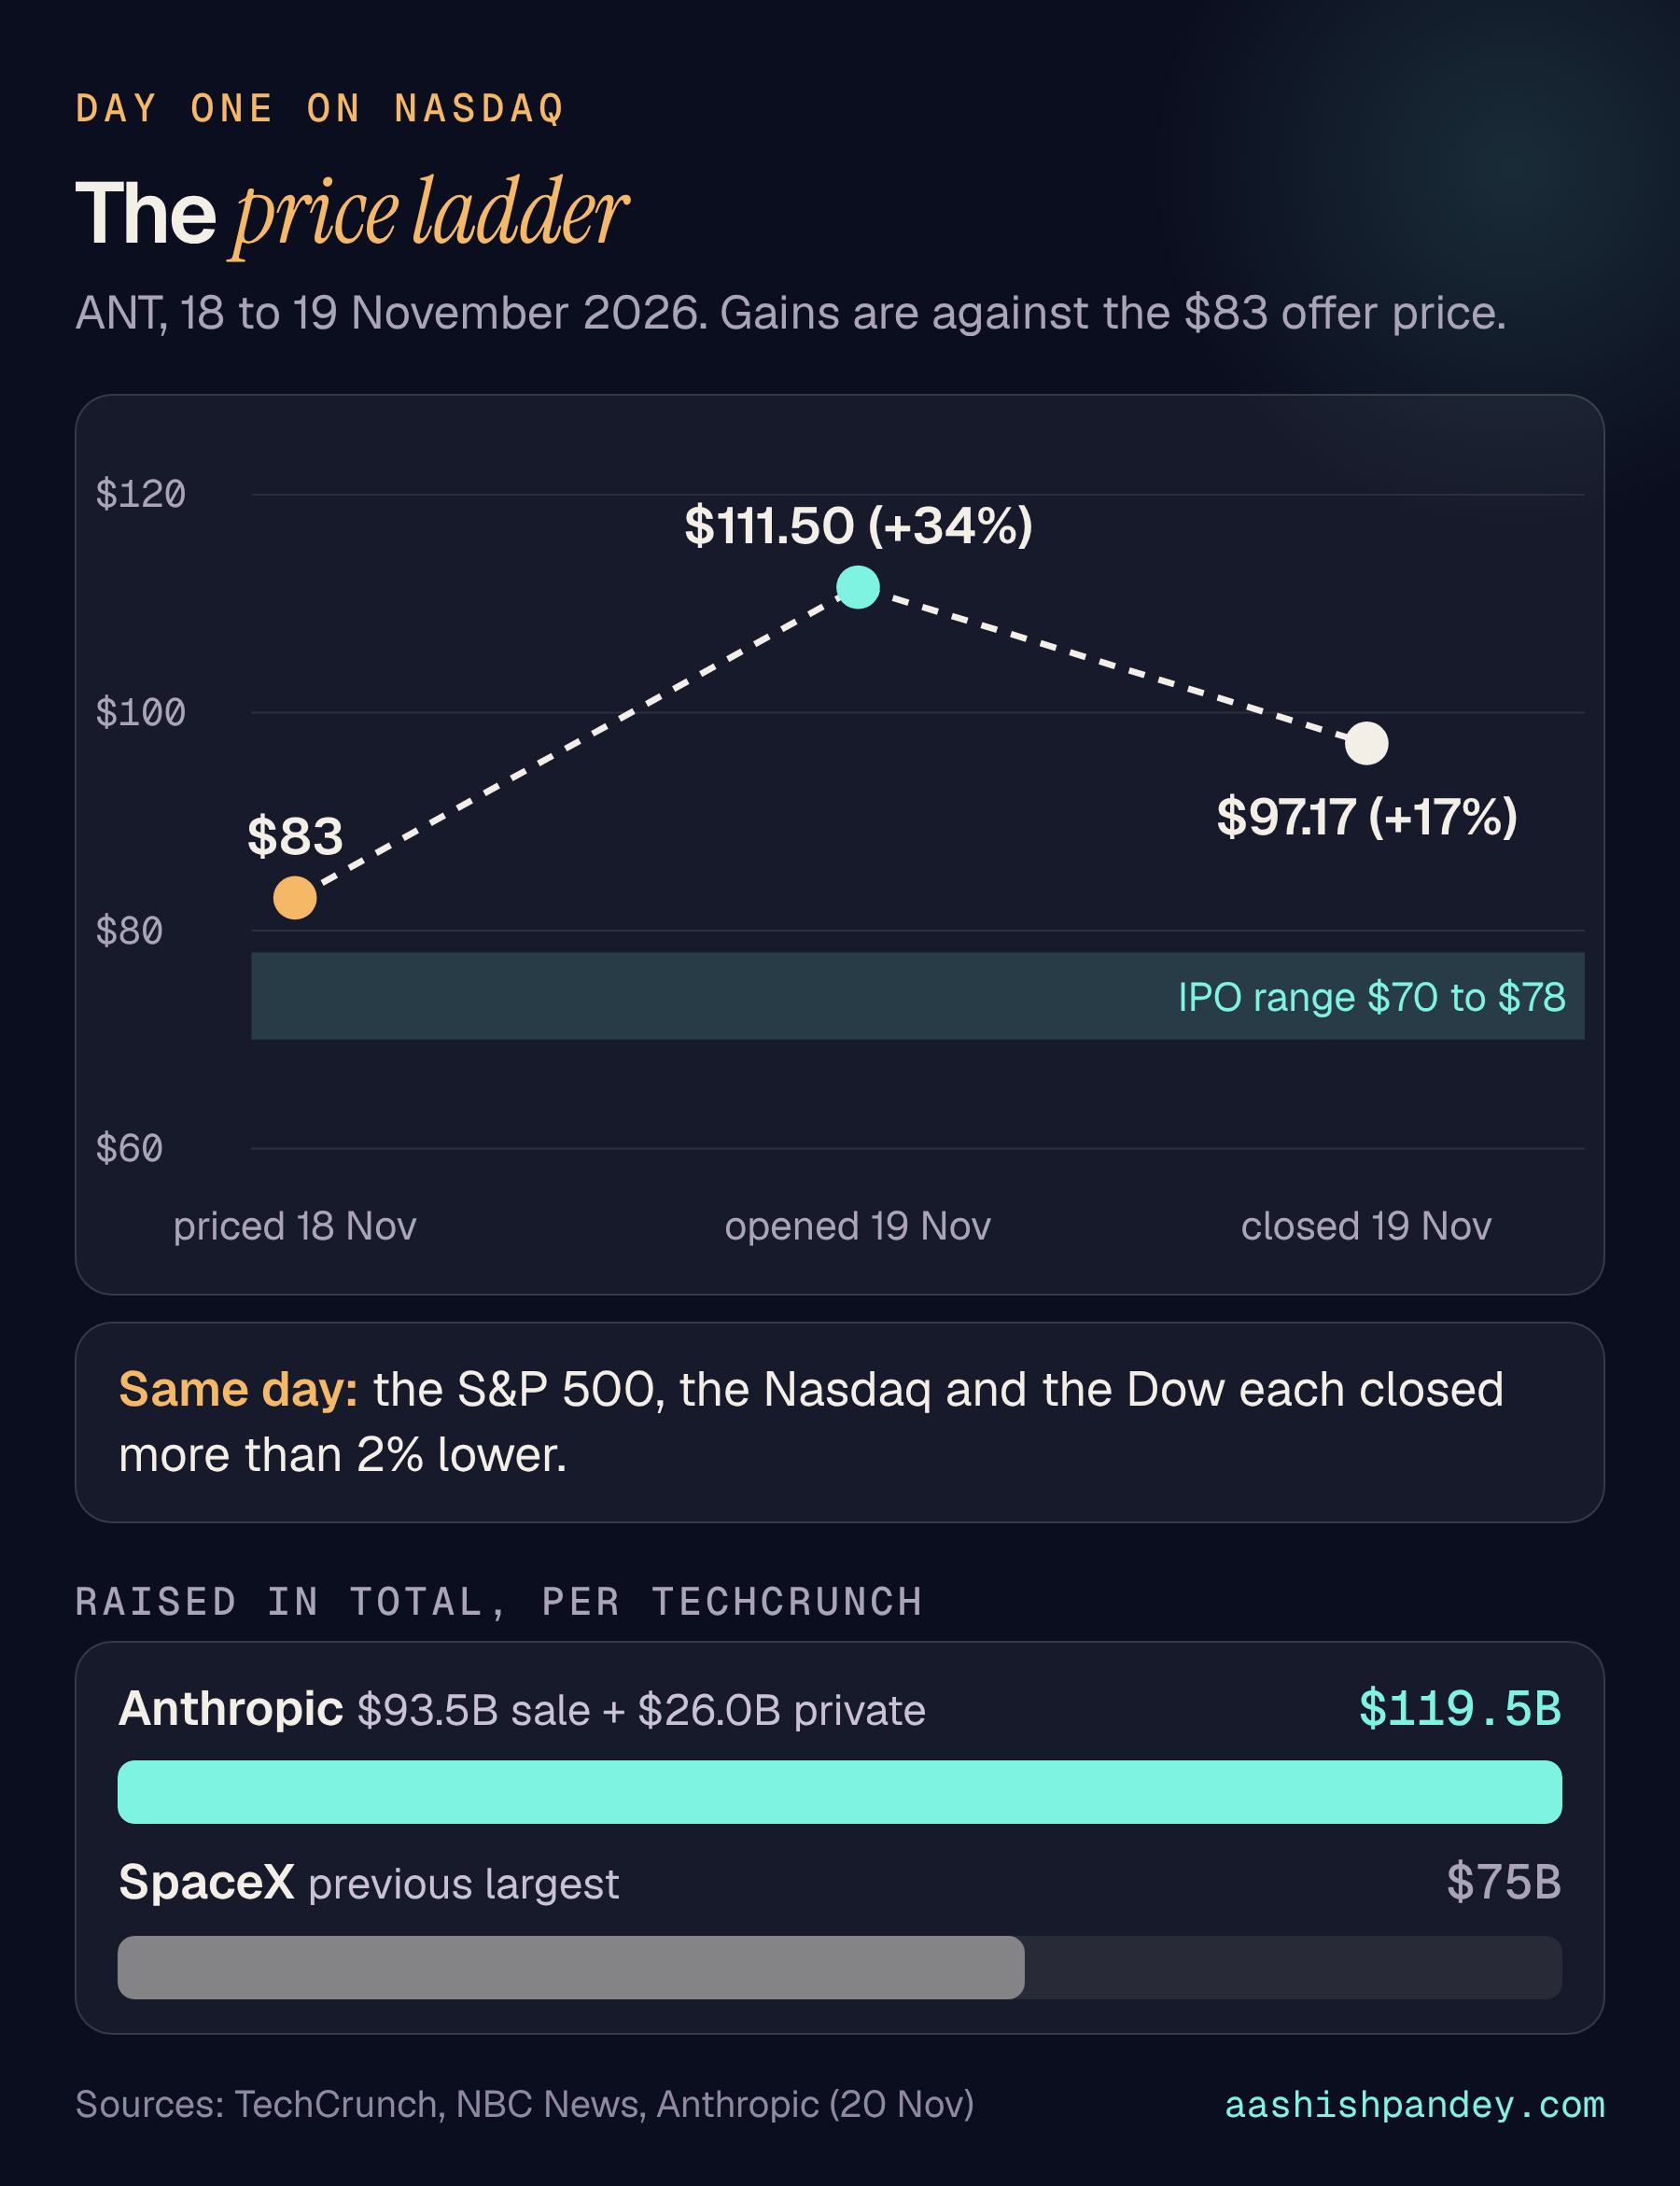 DAY ONE ON NASDAQ
The price ladder
ANT, 18 to 19 November 2026. Gains are against the $83 offer price.
$120
$111.50 (+34%)
$100
$97.17 (+17%)
$83
$80
IPO range $70 to $78
$60
priced 18 Nov
opened 19 Nov
closed 19 Nov
Same day: the S&P 500, the Nasdaq and the Dow each closed
more than 2% lower.
RAISED IN TOTAL, PER TECHCRUNCH
Anthropic $93.5B sale + $26.0B private
$119.5B
SpaceX previous largest
$75B
Sources: TechCrunch, NBC News, Anthropic (20 Nov)
aashishpandey.com